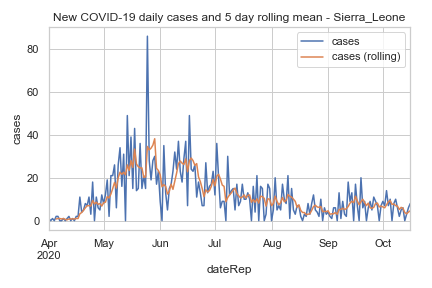 New COVID-19 daily cases and 5 day rolling mean - Sierra_Leone
cases
cases (rolling)
cases
80
60
40
20
0
Apr May Jun Jul Aug Sep Oct
2020
dateRep